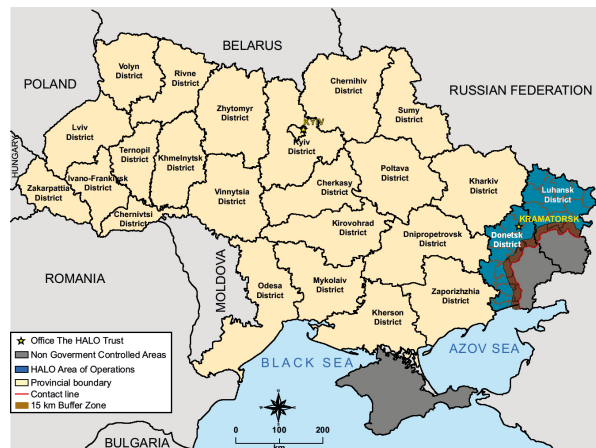 BELARUS
POLAND
RUSSIAN FEDERATION
HUNGARY
ROMANIA
MOLDOVA
BULGARIA
Volyn
District
Rivne
District
Zhytomyr
District
Chernihiv
District
Sumy
District
KYIV
Kyiv
District
Lviv
District
Ternopil
District
Khmelnytsk
District
Ivano-Frankivsk
District
Zakarpattia
District
Chernivtsi
District
Vinnytsia
District
Cherkasy
District
Poltava
District
Kharkiv
District
Luhansk
District
KRAMATORSK
Donetsk
District
Kirovohrad
District
Dnipropetrovsk
District
Odesa
District
Mykolaiv
District
Kherson
District
Zaporizhzhia
District
BLACK SEA
AZOV SEA
Office The HALO Trust
Non Goverment Controlled Areas
HALO Area of Operations
Provincial boundary
Contact line
15 km Buffer Zone
0 100 200
km